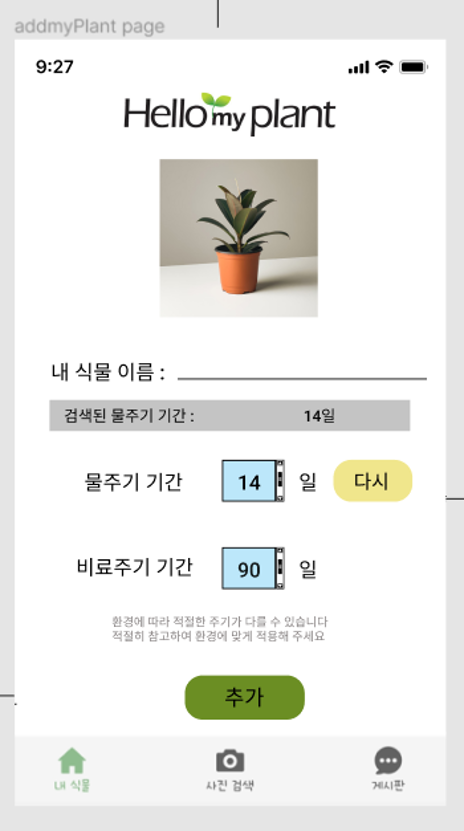 addmyPlant page
9:27
Hello my plant
내 식물 이름 :
검색된 물주기 기간 : 14일
물주기 기간 14 일 다시
비료주기 기간 90 일
환경에 따라 적절한 주기가 다를 수 있습니다
적절히 참고하여 환경에 맞게 적용해 주세요
추가
내 식물 사진 검색 게시판